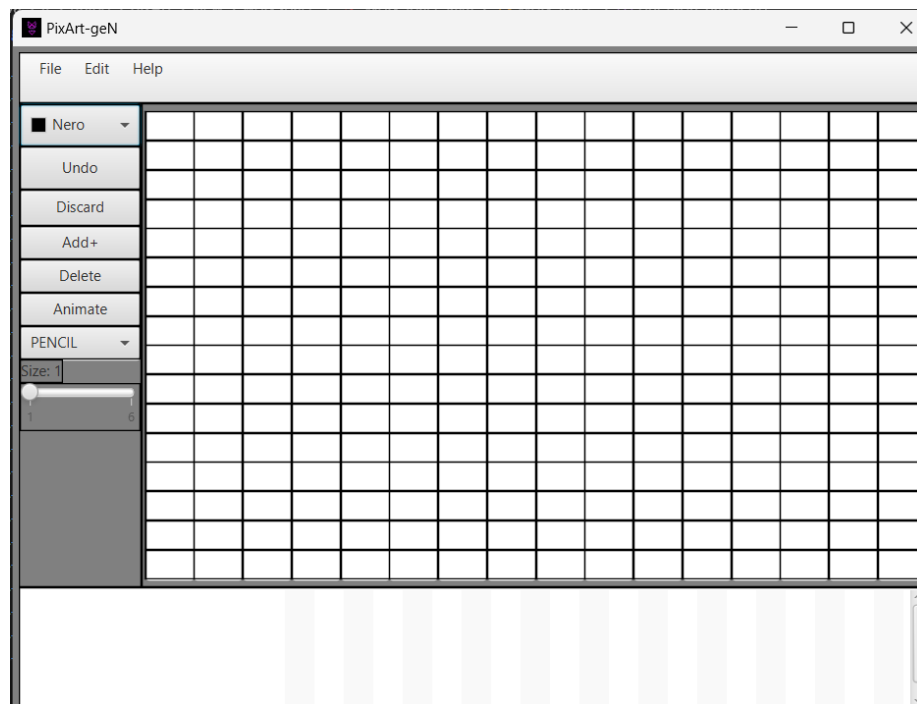 PixArt-geN
File Edit Help
Nero
Undo
Discard
Add+
Delete
Animate
PENCIL
Size: 1
1 6